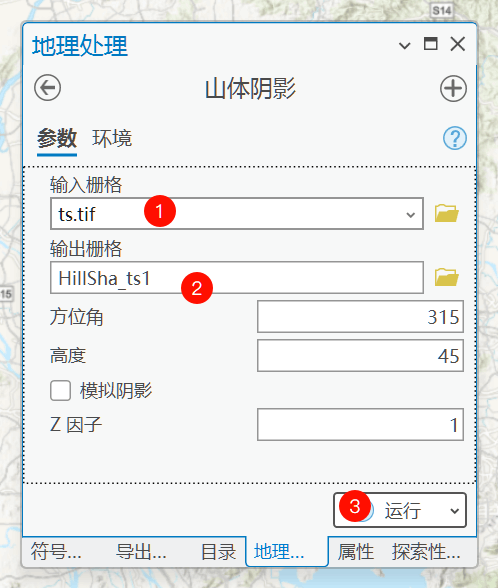 S14
地理处理
山体阴影
参数 环境
?
输入栅格
ts.tif 1
输出栅格
HillSha_ts1
2
15
方位角 315
高度 45
模拟阴影
Z 因子 1
3 运行
符号... 导出... 目录 地理... 属性 探索性...